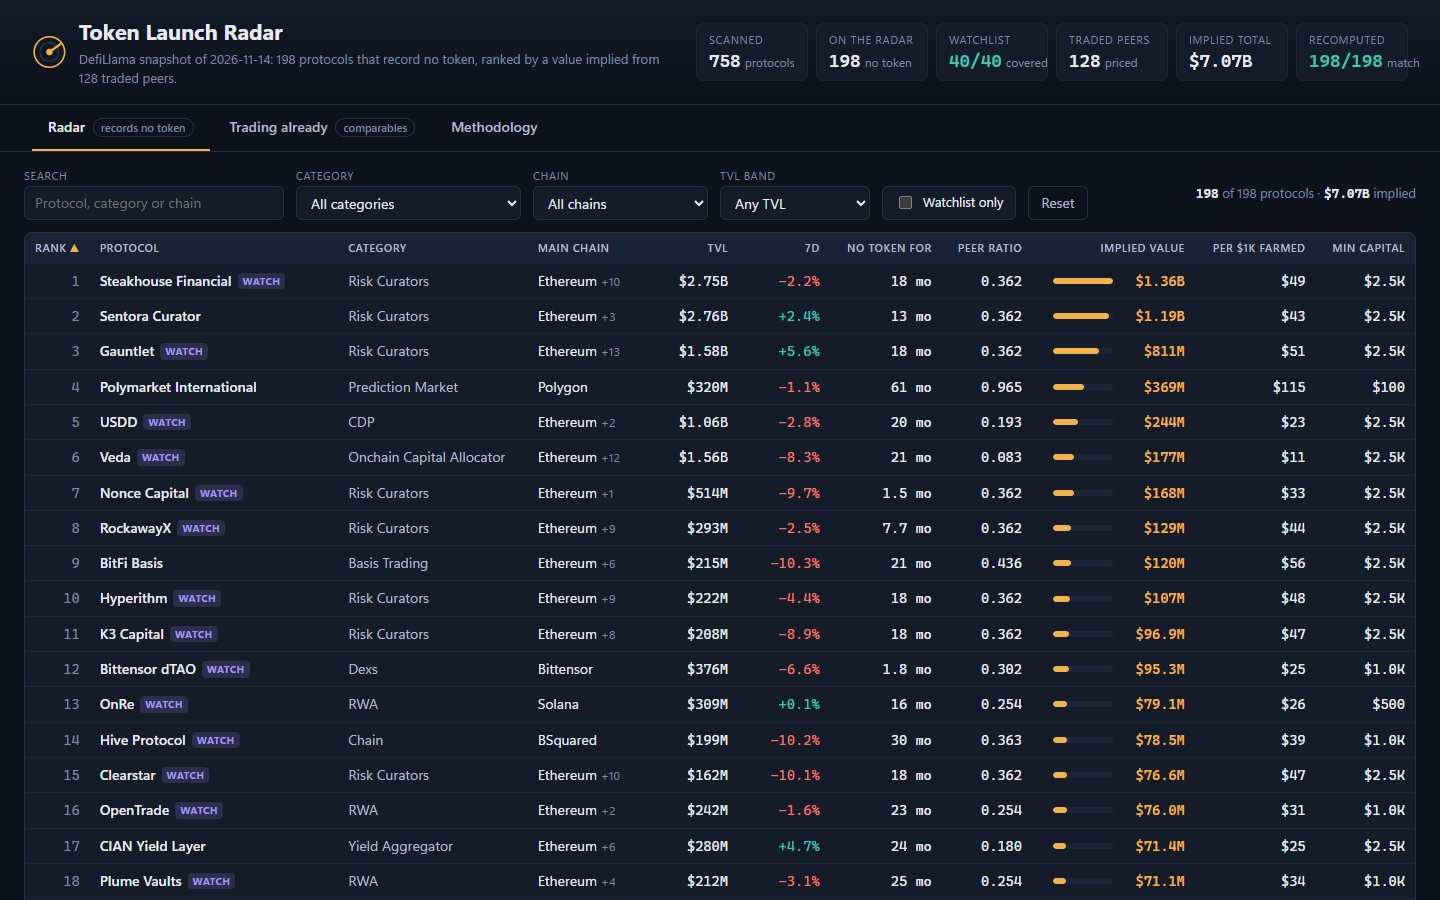 Token Launch Radar
DefiLlama snapshot of 2026-11-14: 198 protocols that record no token, ranked by a value implied from
128 traded peers.
SCANNED
758 protocols
ON THE RADAR
198 no token
WATCHLIST
40/40 covered
TRADED PEERS
128 priced
IMPLIED TOTAL
$7.07B
RECOMPUTED
198/198 match
Radar records no token Trading already comparables Methodology
SEARCH CATEGORY CHAIN TVL BAND
Protocol, category or chain All categories All chains Any TVL Watchlist only Reset 198 of 198 protocols · $7.07B implied
RANK ▲ PROTOCOL CATEGORY MAIN CHAIN TVL 7D NO TOKEN FOR PEER RATIO IMPLIED VALUE PER $1K FARMED MIN CAPITAL
1 Steakhouse Financial WATCH Risk Curators Ethereum +10 $2.75B −2.2% 18 mo 0.362 $1.36B $49 $2.5K
2 Sentora Curator Risk Curators Ethereum +3 $2.76B +2.4% 13 mo 0.362 $1.19B $43 $2.5K
3 Gauntlet WATCH Risk Curators Ethereum +13 $1.58B +5.6% 18 mo 0.362 $811M $51 $2.5K
4 Polymarket International Prediction Market Polygon $320M −1.1% 61 mo 0.965 $369M $115 $100
5 USDD WATCH CDP Ethereum +2 $1.06B −2.8% 20 mo 0.193 $244M $23 $2.5K
6 Veda WATCH Onchain Capital Allocator Ethereum +12 $1.56B −8.3% 21 mo 0.083 $177M $11 $2.5K
7 Nonce Capital WATCH Risk Curators Ethereum +1 $514M −9.7% 1.5 mo 0.362 $168M $33 $2.5K
8 RockawayX WATCH Risk Curators Ethereum +9 $293M −2.5% 7.7 mo 0.362 $129M $44 $2.5K
9 BitFi Basis Basis Trading Ethereum +6 $215M −10.3% 21 mo 0.436 $120M $56 $2.5K
10 Hyperithm WATCH Risk Curators Ethereum +9 $222M −4.4% 18 mo 0.362 $107M $48 $2.5K
11 K3 Capital WATCH Risk Curators Ethereum +8 $208M −8.9% 18 mo 0.362 $96.9M $47 $2.5K
12 Bittensor dTAO WATCH Dexs Bittensor $376M −6.6% 1.8 mo 0.302 $95.3M $25 $1.0K
13 OnRe WATCH RWA Solana $309M +0.1% 16 mo 0.254 $79.1M $26 $500
14 Hive Protocol WATCH Chain BSquared $199M −10.2% 30 mo 0.363 $78.5M $39 $1.0K
15 Clearstar WATCH Risk Curators Ethereum +10 $162M −10.1% 18 mo 0.362 $76.6M $47 $2.5K
16 OpenTrade WATCH RWA Ethereum +2 $242M −1.6% 23 mo 0.254 $76.0M $31 $1.0K
17 CIAN Yield Layer Yield Aggregator Ethereum +6 $280M +4.7% 24 mo 0.180 $71.4M $25 $2.5K
18 Plume Vaults WATCH RWA Ethereum +4 $212M −3.1% 25 mo 0.254 $71.1M $34 $1.0K